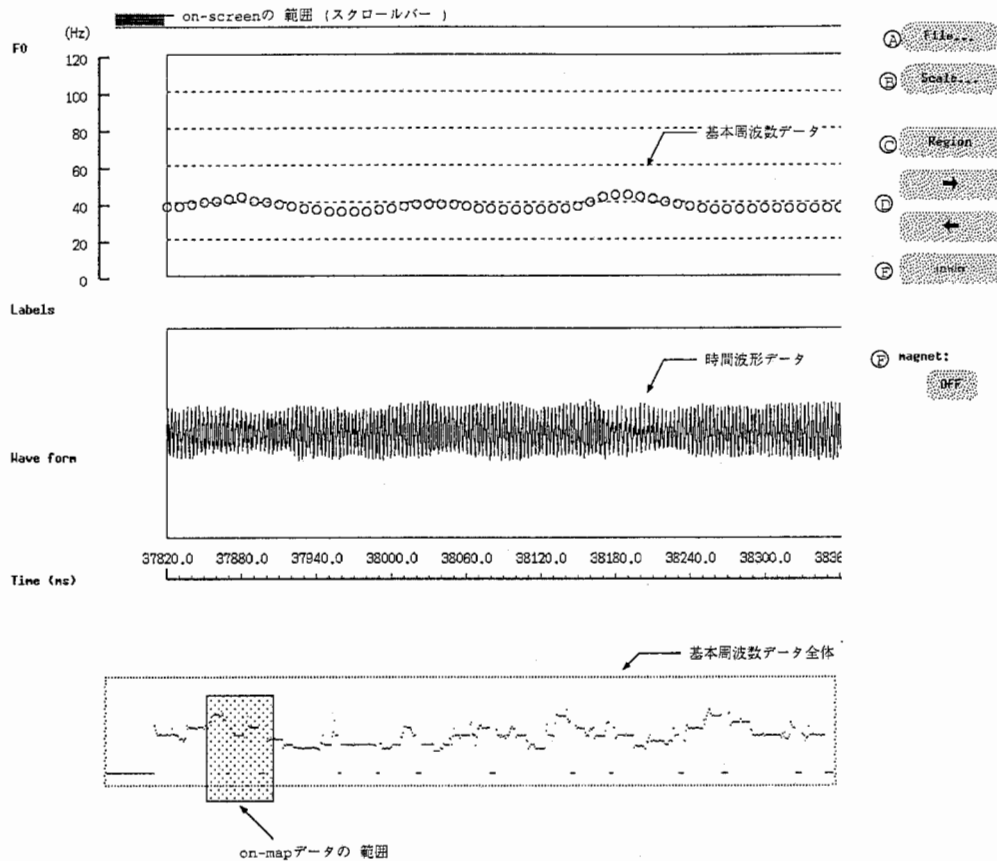 on-screenの 範囲 (スクロールバー )
F0
(Hz)
120
100
80
60
40
20
0
基本周波数データ
Ⓐ File...
Ⓑ Scale...
Ⓒ Region
Ⓓ → ←
Ⓔ
Labels
時間波形データ
Ⓕ magnet:
OFF
Wave form
37820.0 37880.0 37940.0 38000.0 38060.0 38120.0 38180.0 38240.0 38300.0 3836
Time (ms)
基本周波数データ全体
on-mapデータの 範囲